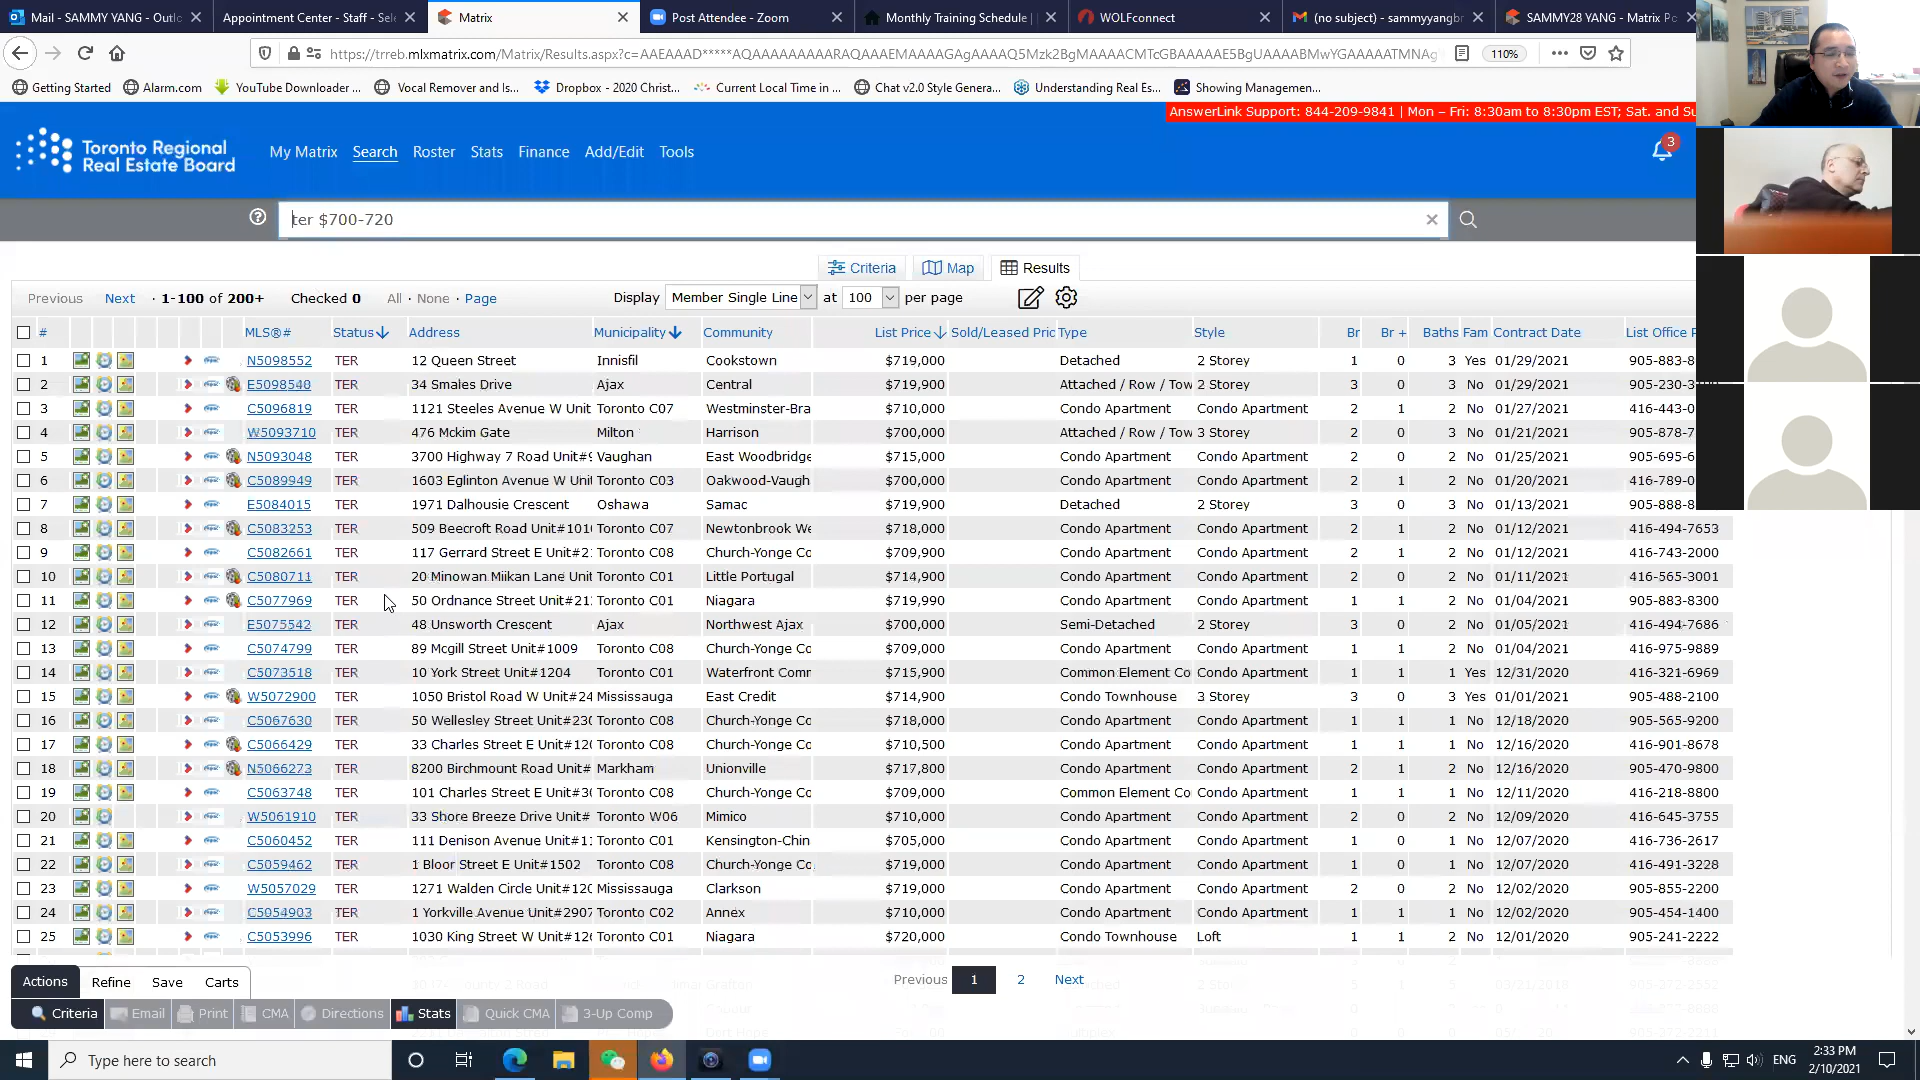 Mail - SAMMY YANG - Outlo
Appointment Center - Staff - Sele
Matrix
Post Attendee - Zoom
Monthly Training Schedule |
WOLFconnect
(no subject) - sammyyangbr
SAMMY28 YANG - Matrix Po
110%
Getting Started
Alarm.com
YouTube Downloader ...
Vocal Remover and Is...
Dropbox - 2020 Christ...
Current Local Time in ...
Chat v2.0 Style Genera...
Understanding Real Es...
Showing Managemen...
AnswerLink Support: 844-209-9841 | Mon – Fri: 8:30am to 8:30pm EST; Sat. and Su
Toronto Regional
Real Estate Board
My Matrix Search Roster Stats Finance Add/Edit Tools
3
ter $700-720
Criteria Map Results
Previous Next · 1-100 of 200+ Checked 0 All · None · Page Display Member Single Line at 100 per page
# MLS®# Status Address Municipality Community List Price Sold/Leased Pric Type Style Br Br + Baths Fam Contract Date List Office P
1 N5098552 TER 12 Queen Street Innisfil Cookstown $719,000 Detached 2 Storey 1 0 3 Yes 01/29/2021 905-883-8
2 E5098540 TER 34 Smales Drive Ajax Central $719,900 Attached / Row / Tow 2 Storey 3 0 3 No 01/29/2021 905-230-3
3 C5096819 TER 1121 Steeles Avenue W Unit Toronto C07 Westminster-Bra $710,000 Condo Apartment Condo Apartment 2 1 2 No 01/27/2021 416-443-0
4 W5093710 TER 476 Mckim Gate Milton Harrison $700,000 Attached / Row / Tow 3 Storey 2 0 3 No 01/21/2021 905-878-7
5 N5093048 TER 3700 Highway 7 Road Unit#9 Vaughan East Woodbridge $715,000 Condo Apartment Condo Apartment 2 0 2 No 01/25/2021 905-695-6
6 C5089949 TER 1603 Eglinton Avenue W Unit Toronto C03 Oakwood-Vaugh $700,000 Condo Apartment Condo Apartment 2 1 2 No 01/20/2021 416-789-0
7 E5084015 TER 1971 Dalhousie Crescent Oshawa Samac $719,900 Detached 2 Storey 3 0 3 No 01/13/2021 905-888-8
8 C5083253 TER 509 Beecroft Road Unit#101 Toronto C07 Newtonbrook We $718,000 Condo Apartment Condo Apartment 2 1 2 No 01/12/2021 416-494-7653
9 C5082661 TER 117 Gerrard Street E Unit#2 Toronto C08 Church-Yonge Co $709,900 Condo Apartment Condo Apartment 2 1 2 No 01/12/2021 416-743-2000
10 C5080711 TER 20 Minowan Miikan Lane Unit Toronto C01 Little Portugal $714,900 Condo Apartment Condo Apartment 2 0 2 No 01/11/2021 416-565-3001
11 C5077969 TER 50 Ordnance Street Unit#21 Toronto C01 Niagara $719,990 Condo Apartment Condo Apartment 1 1 2 No 01/04/2021 905-883-8300
12 E5075542 TER 48 Unsworth Crescent Ajax Northwest Ajax $700,000 Semi-Detached 2 Storey 3 0 2 No 01/05/2021 416-494-7686
13 C5074799 TER 89 Mcgill Street Unit#1009 Toronto C08 Church-Yonge Co $709,000 Condo Apartment Condo Apartment 1 1 2 No 01/04/2021 416-975-9889
14 C5073518 TER 10 York Street Unit#1204 Toronto C01 Waterfront Comm $715,900 Common Element Co Condo Apartment 1 1 1 Yes 12/31/2020 416-321-6969
15 W5072900 TER 1050 Bristol Road W Unit#24 Mississauga East Credit $714,900 Condo Townhouse 3 Storey 3 0 3 Yes 01/01/2021 905-488-2100
16 C5067630 TER 50 Wellesley Street Unit#230 Toronto C08 Church-Yonge Co $718,000 Condo Apartment Condo Apartment 1 1 1 No 12/18/2020 905-565-9200
17 C5066429 TER 33 Charles Street E Unit#120 Toronto C08 Church-Yonge Co $710,500 Condo Apartment Condo Apartment 1 1 1 No 12/16/2020 416-901-8678
18 N5066273 TER 8200 Birchmount Road Unit# Markham Unionville $717,800 Condo Apartment Condo Apartment 2 1 2 No 12/16/2020 905-470-9800
19 C5063748 TER 101 Charles Street E Unit#30 Toronto C08 Church-Yonge Co $709,000 Common Element Co Condo Apartment 1 1 1 No 12/11/2020 416-218-8800
20 W5061910 TER 33 Shore Breeze Drive Unit# Toronto W06 Mimico $710,000 Condo Apartment Condo Apartment 2 0 2 No 12/09/2020 416-645-3755
21 C5060452 TER 111 Denison Avenue Unit#1 Toronto C01 Kensington-Chin $705,000 Condo Apartment Condo Apartment 1 0 1 No 12/07/2020 416-736-2617
22 C5059462 TER 1 Bloor Street E Unit#1502 Toronto C08 Church-Yonge Co $719,000 Condo Apartment Condo Apartment 1 0 1 No 12/07/2020 416-491-3228
23 W5057029 TER 1271 Walden Circle Unit#120 Mississauga Clarkson $719,000 Condo Apartment Condo Apartment 2 0 2 No 12/02/2020 905-855-2200
24 C5054903 TER 1 Yorkville Avenue Unit#2907 Toronto C02 Annex $710,000 Condo Apartment Condo Apartment 1 1 1 No 12/02/2020 905-454-1400
25 C5053996 TER 1030 King Street W Unit#120 Toronto C01 Niagara $720,000 Condo Townhouse Loft 1 1 2 No 12/01/2020 905-241-2222
Actions Refine Save Carts Previous 1 2 Next
Criteria Email Print CMA Directions Stats Quick CMA 3-Up Comp
Type here to search
ENG
2:33 PM
2/10/2021